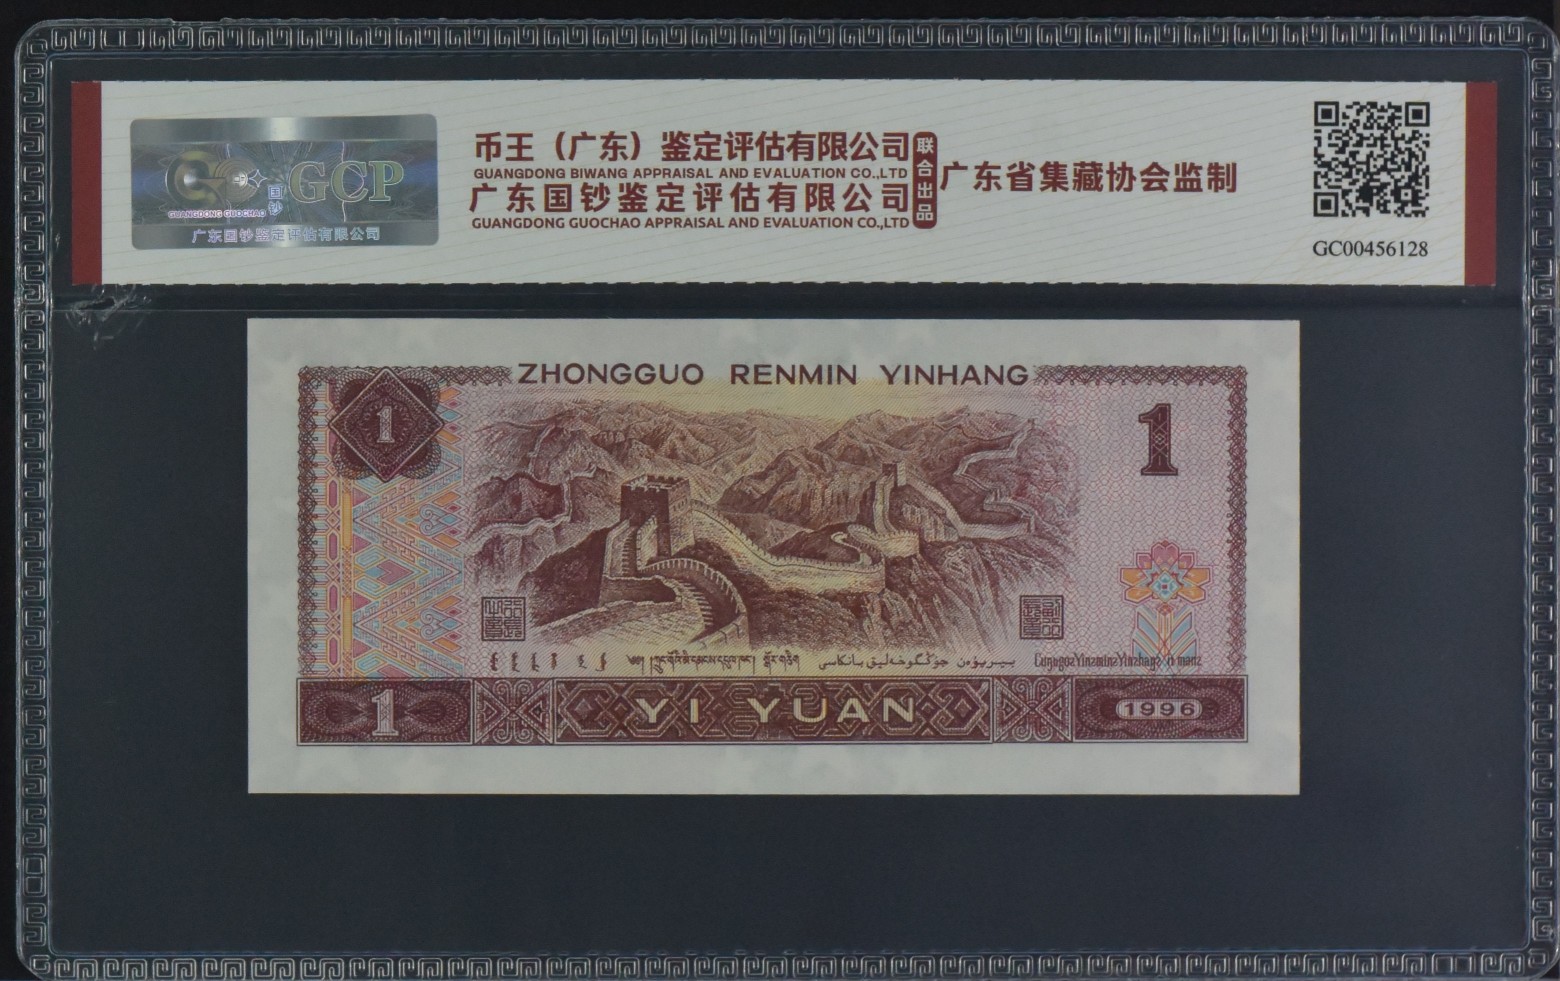 GCP
国钞
GUANGDONG GUOCHAO
广东国钞鉴定评估有限公司
币王（广东）鉴定评估有限公司
GUANGDONG BIWANG APPRAISAL AND EVALUATION CO.,LTD
广东国钞鉴定评估有限公司
GUANGDONG GUOCHAO APPRAISAL AND EVALUATION CO.,LTD
联合出品
广东省集藏协会监制
GC00456128
ZHONGGUO RENMIN YINHANG
1
1
1
YI YUAN
1996